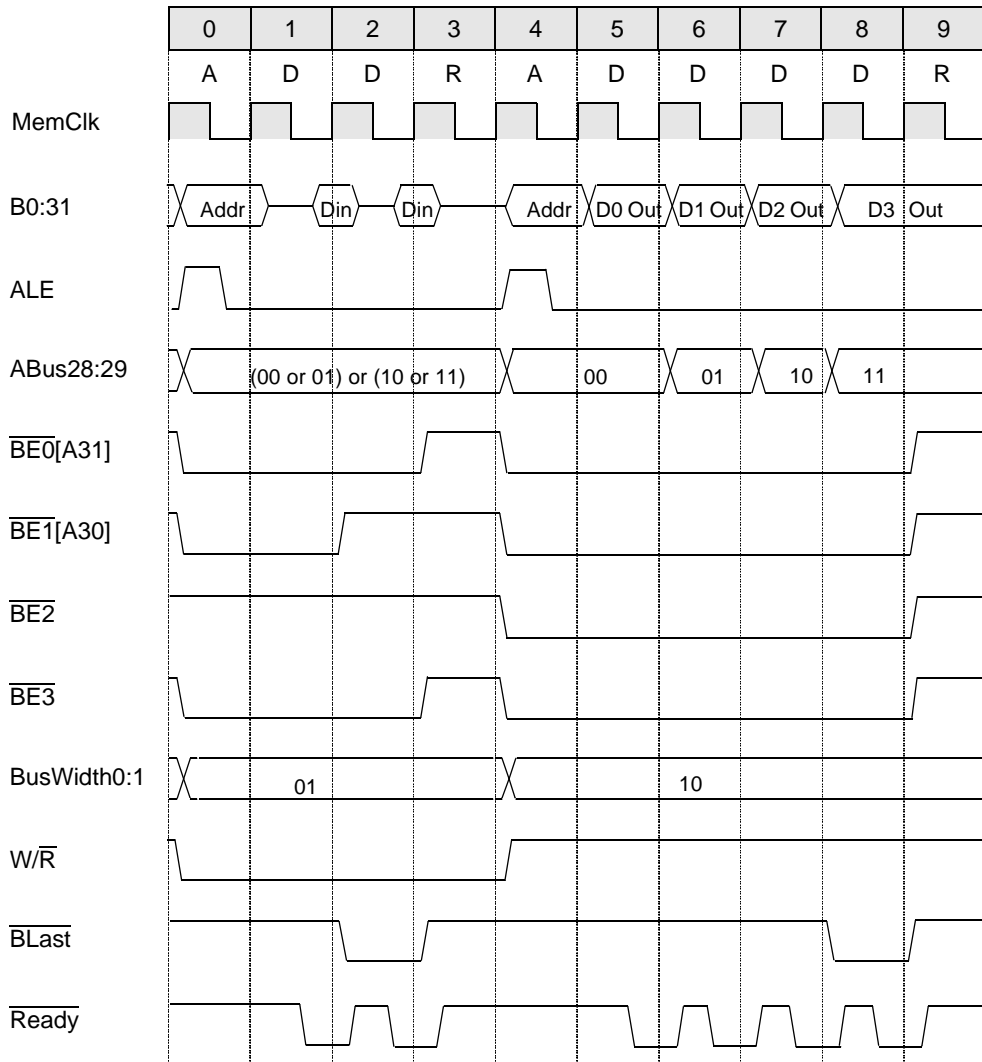 0 1 2 3 4 5 6 7 8 9
A D D R A D D D D R
MemClk
B0:31 Addr Din Din Addr D0 Out D1 Out D2 Out D3 Out
ALE
ABus28:29 (00 or 01) or (10 or 11) 00 01 10 11
BE0[A31]
BE1[A30]
BE2
BE3
BusWidth0:1 01 10
W/R
BLast
Ready